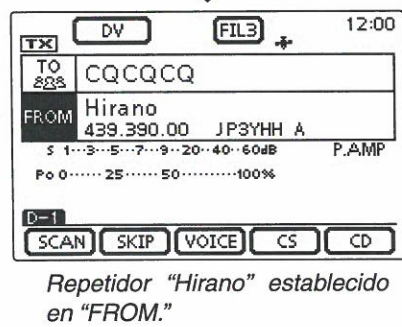 DV FIL3 12:00
TX
TO CQCQCQ
FROM Hirano
439.390.00 JP3YHH A
S 1··3···5···7···9··20··40··60dB P.AMP
Po 0······25······50·········100%
D-1
SCAN SKIP VOICE CS CD
Repetidor “Hirano” establecido
en “FROM.”